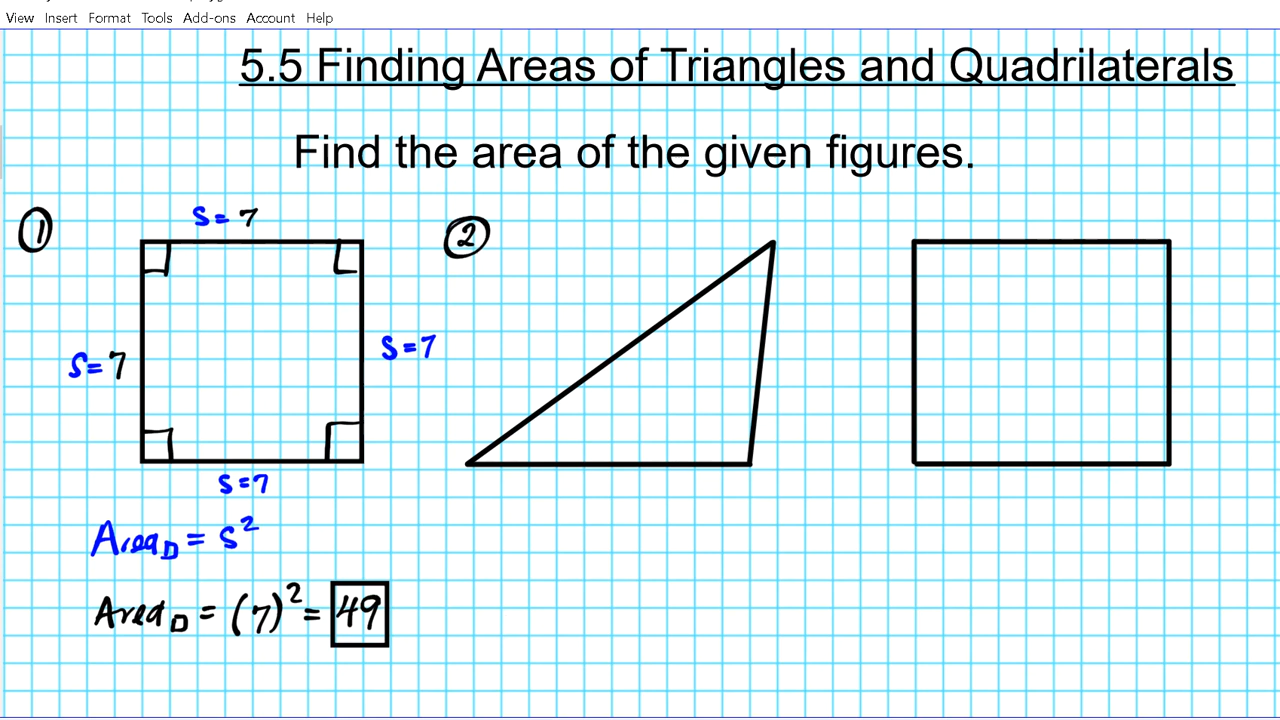 View Insert Format Tools Add-ons Account Help
5.5 Finding Areas of Triangles and Quadrilaterals
Find the area of the given figures.
1
S = 7
S = 7
S = 7
S = 7
Area□ = S²
Area□ = (7)² = 49
2